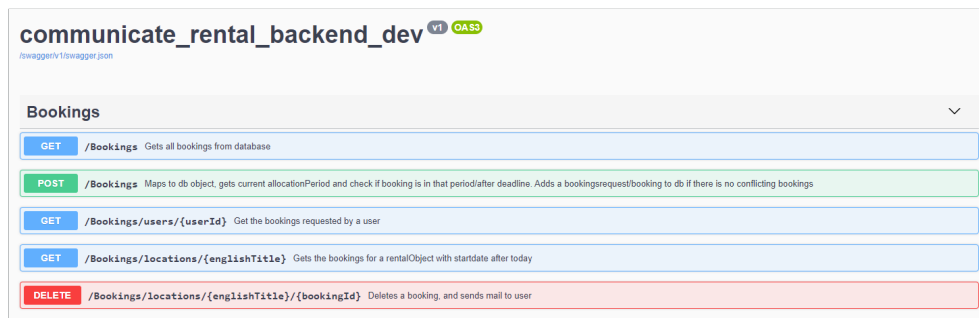 communicate_rental_backend_dev v1 OAS3
/swagger/v1/swagger.json
Bookings
GET /Bookings Gets all bookings from database
POST /Bookings Maps to db object, gets current allocationPeriod and check if booking is in that period/after deadline. Adds a bookingsrequest/booking to db if there is no conflicting bookings
GET /Bookings/users/{userId} Get the bookings requested by a user
GET /Bookings/locations/{englishTitle} Gets the bookings for a rentalObject with startdate after today
DELETE /Bookings/locations/{englishTitle}/{bookingId} Deletes a booking, and sends mail to user